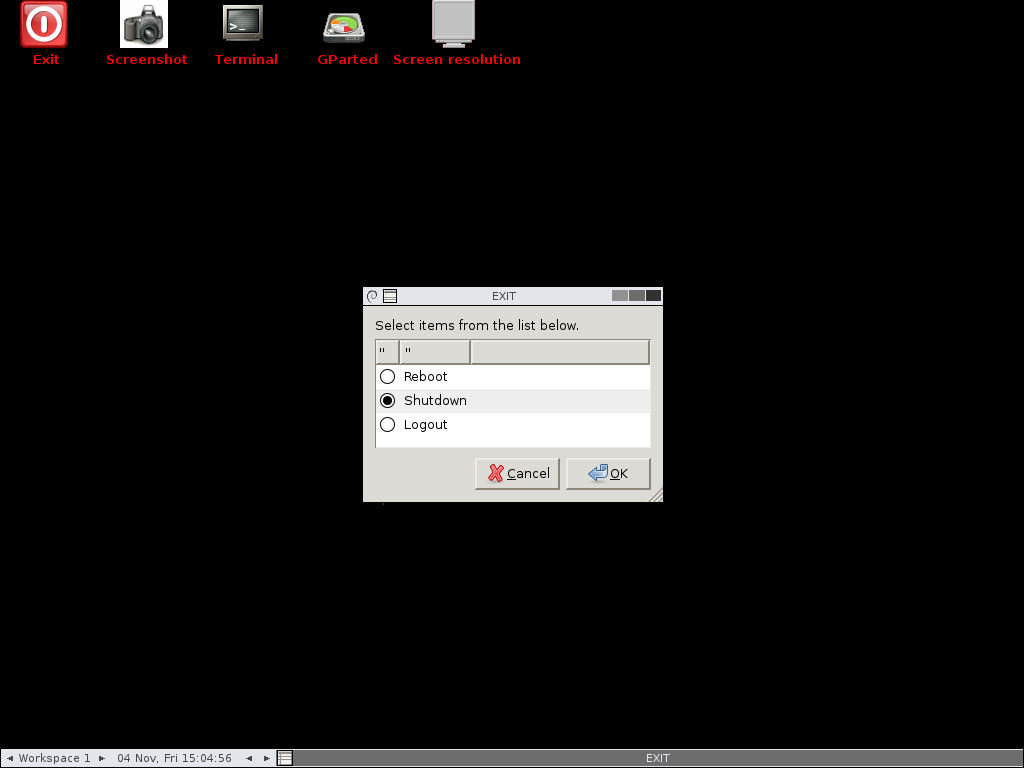 Exit Screenshot Terminal GParted Screen resolution
>_
EXIT
Select items from the list below.
" "
Reboot
Shutdown
Logout
Cancel OK
Workspace 1 04 Nov, Fri 15:04:56 EXIT